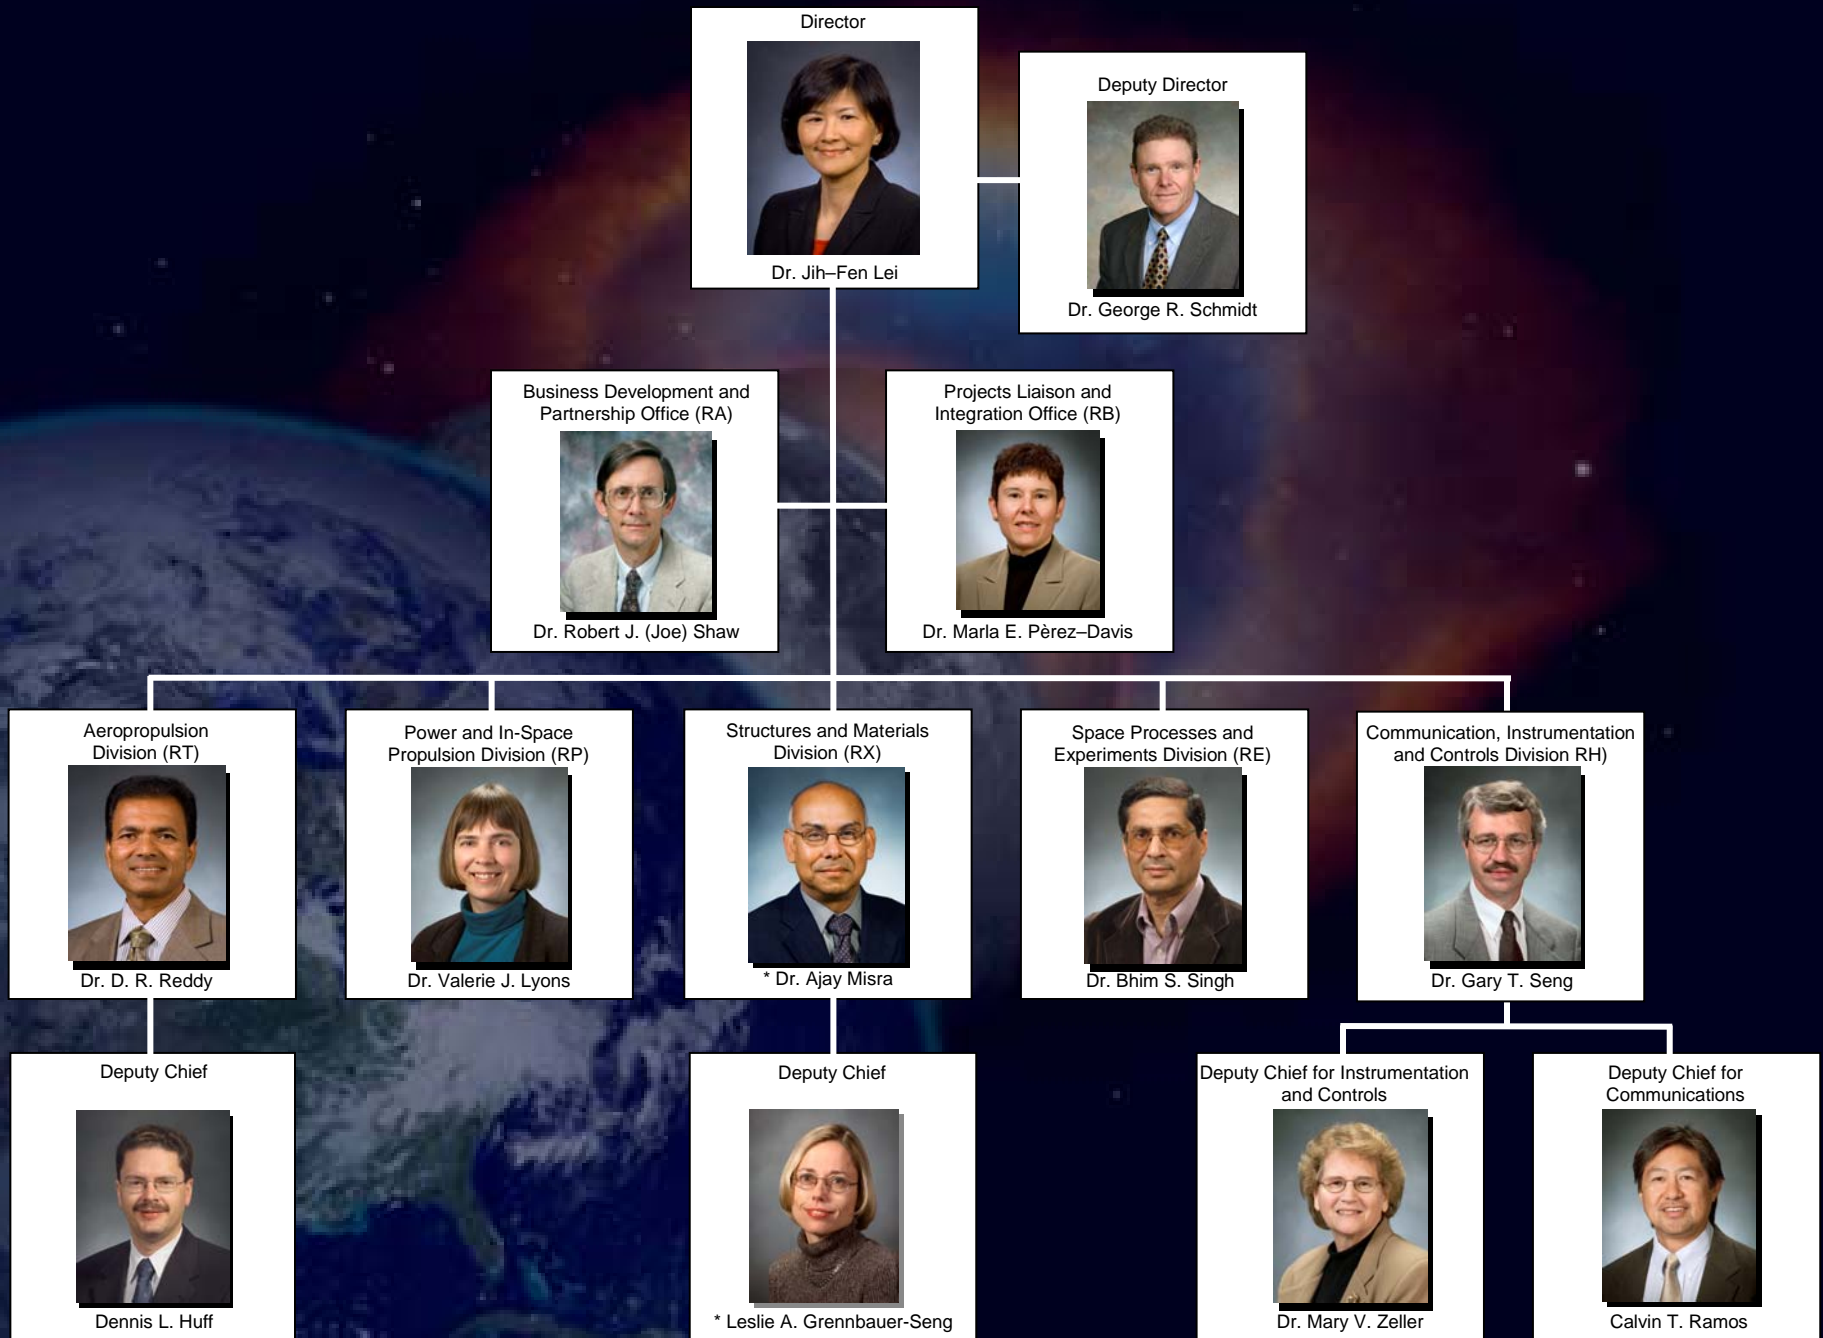 Director
Dr. Jih–Fen Lei
Deputy Director
Dr. George R. Schmidt
Business Development and
Partnership Office (RA)
Dr. Robert J. (Joe) Shaw
Projects Liaison and
Integration Office (RB)
Dr. Marla E. Pèrez–Davis
Aeropropulsion
Division (RT)
Dr. D. R. Reddy
Power and In-Space
Propulsion Division (RP)
Dr. Valerie J. Lyons
Structures and Materials
Division (RX)
* Dr. Ajay Misra
Space Processes and
Experiments Division (RE)
Dr. Bhim S. Singh
Communication, Instrumentation
and Controls Division RH)
Dr. Gary T. Seng
Deputy Chief
Dennis L. Huff
Deputy Chief
* Leslie A. Grennbauer-Seng
Deputy Chief for Instrumentation
and Controls
Dr. Mary V. Zeller
Deputy Chief for
Communications
Calvin T. Ramos